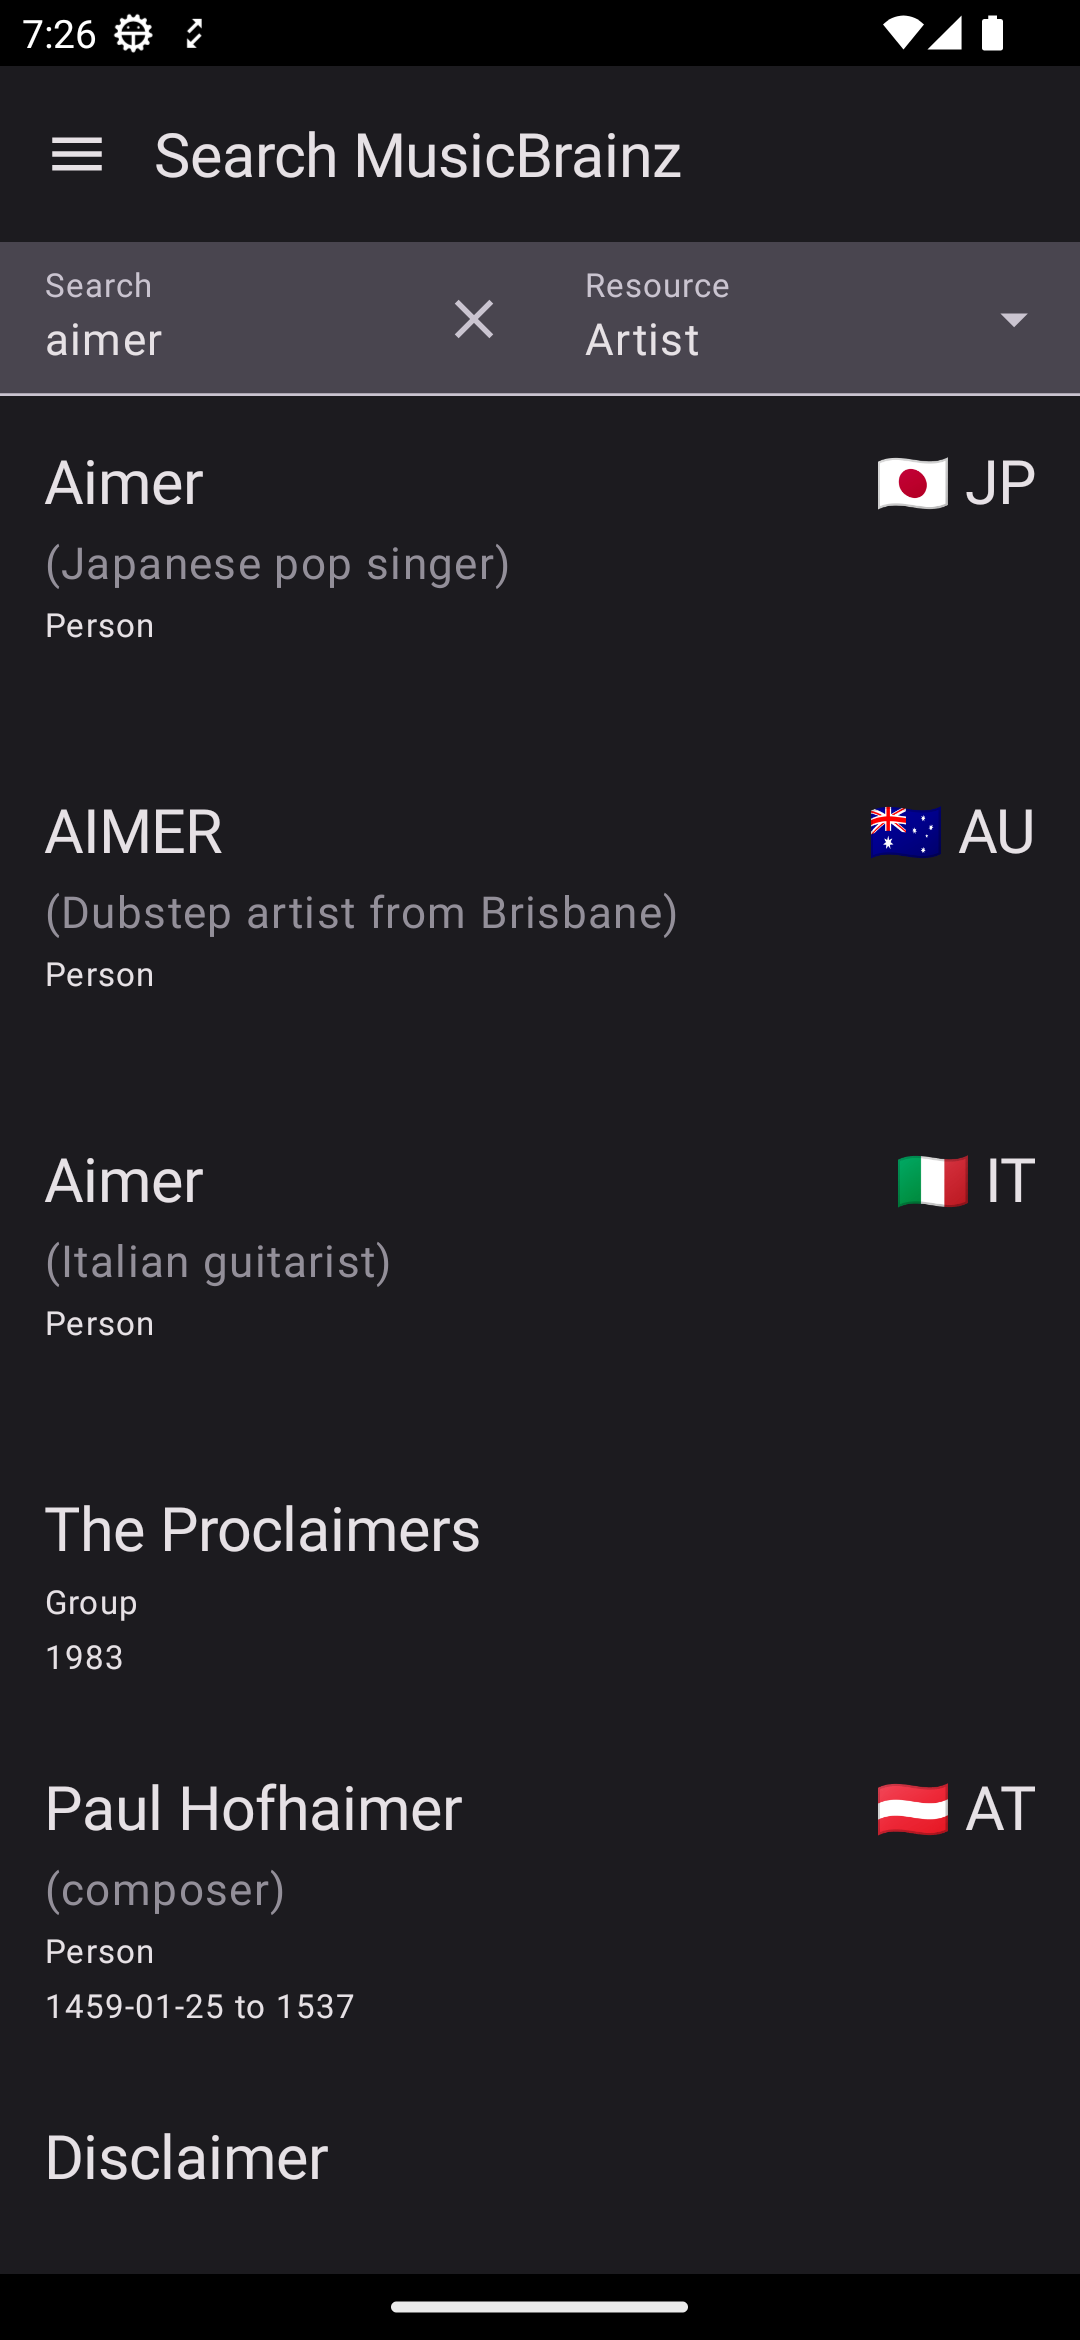 7:26
Search MusicBrainz
Search
aimer
Resource
Artist
Aimer
JP
(Japanese pop singer)
Person
AIMER
AU
(Dubstep artist from Brisbane)
Person
Aimer
IT
(Italian guitarist)
Person
The Proclaimers
Group
1983
Paul Hofhaimer
AT
(composer)
Person
1459-01-25 to 1537
Disclaimer